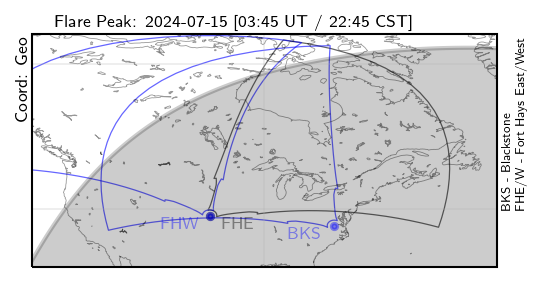 Flare Peak: 2024-07-15 [03:45 UT / 22:45 CST]
Coord: Geo
FHW
FHE
BKS
BKS - Blackstone
FHE/W - Fort Hays East/West